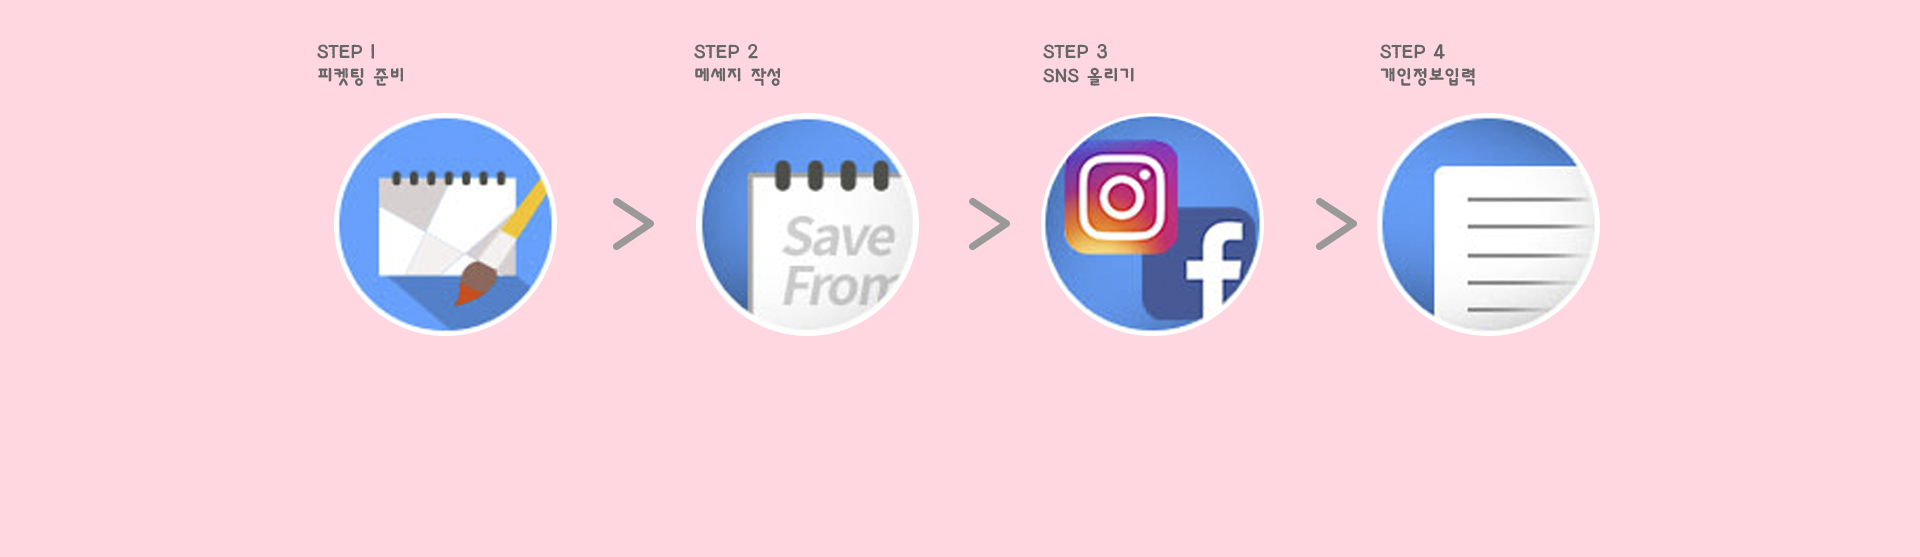 STEP 1
피켓팅 준비
STEP 2
메세지 작성
STEP 3
SNS 올리기
STEP 4
개인정보입력
Save
From